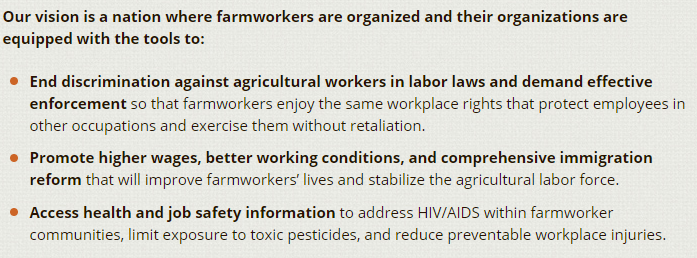 Our vision is a nation where farmworkers are organized and their organizations are
equipped with the tools to:
End discrimination against agricultural workers in labor laws and demand effective
enforcement so that farmworkers enjoy the same workplace rights that protect employees in
other occupations and exercise them without retaliation.
Promote higher wages, better working conditions, and comprehensive immigration
reform that will improve farmworkers’ lives and stabilize the agricultural labor force.
Access health and job safety information to address HIV/AIDS within farmworker
communities, limit exposure to toxic pesticides, and reduce preventable workplace injuries.